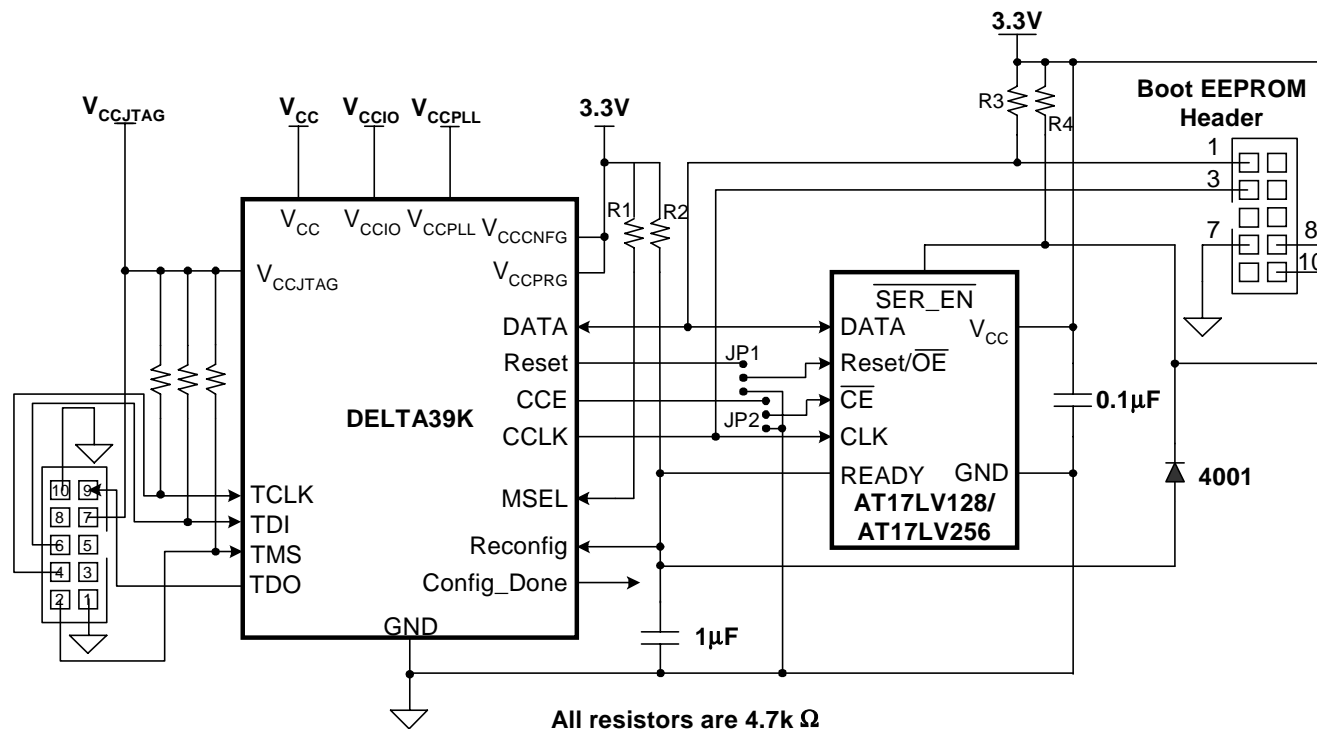 3.3V
R3
R4
Boot EEPROM
Header
1
3
7
8
10
VCCJTAG
VCC
VCCIO
VCCPLL
3.3V
R1
R2
VCC
VCCIO
VCCPLL
VCCCNFG
VCCPRG
VCCJTAG
DATA
Reset
CCE
CCLK
MSEL
Reconfig
Config_Done
DELTA39K
TCLK
TDI
TMS
TDO
GND
JP1
JP2
SER_EN
DATA
VCC
Reset/OE
CE
CLK
READY
GND
AT17LV128/
AT17LV256
0.1μF
4001
1μF
10 9
8 7
6 5
4 3
2 1
All resistors are 4.7k Ω